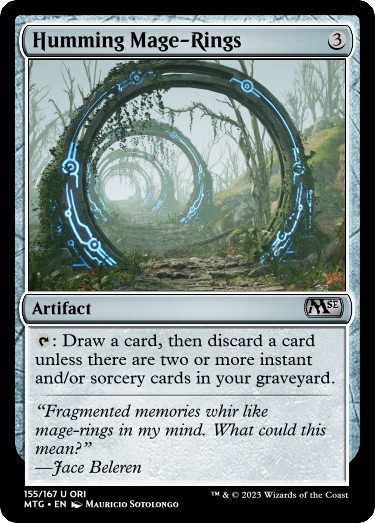 Humming Mage-Rings 3
Artifact M SE
: Draw a card, then discard a card
unless there are two or more instant
and/or sorcery cards in your graveyard.
“Fragmented memories whir like
mage-rings in my mind. What could this
mean?”
—Jace Beleren
155/167 U ORI
MTG • EN Mauricio Sotolongo
™ & © 2023 Wizards of the Coast